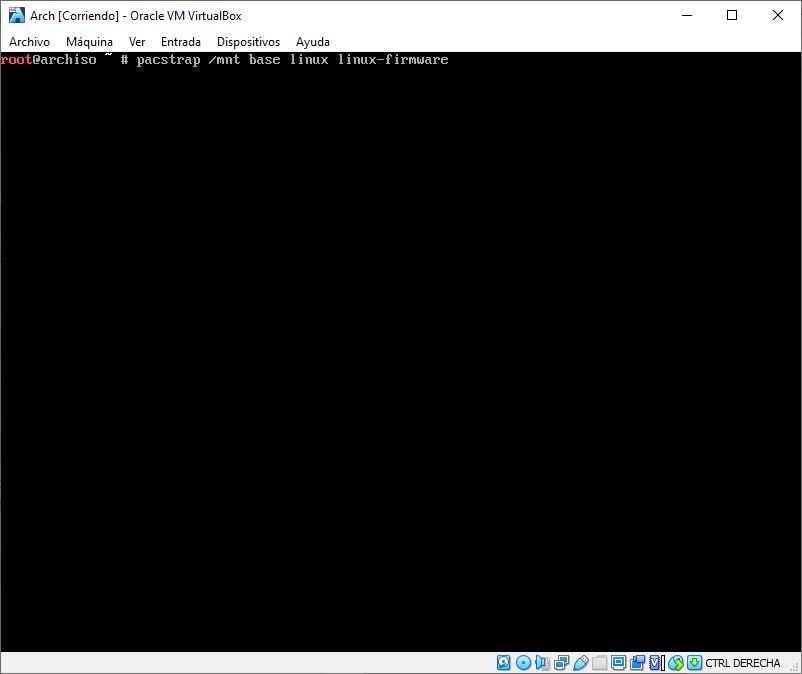 Arch [Corriendo] - Oracle VM VirtualBox
Archivo Máquina Ver Entrada Dispositivos Ayuda
root@archiso ~ # pacstrap /mnt base linux linux-firmware
CTRL DERECHA